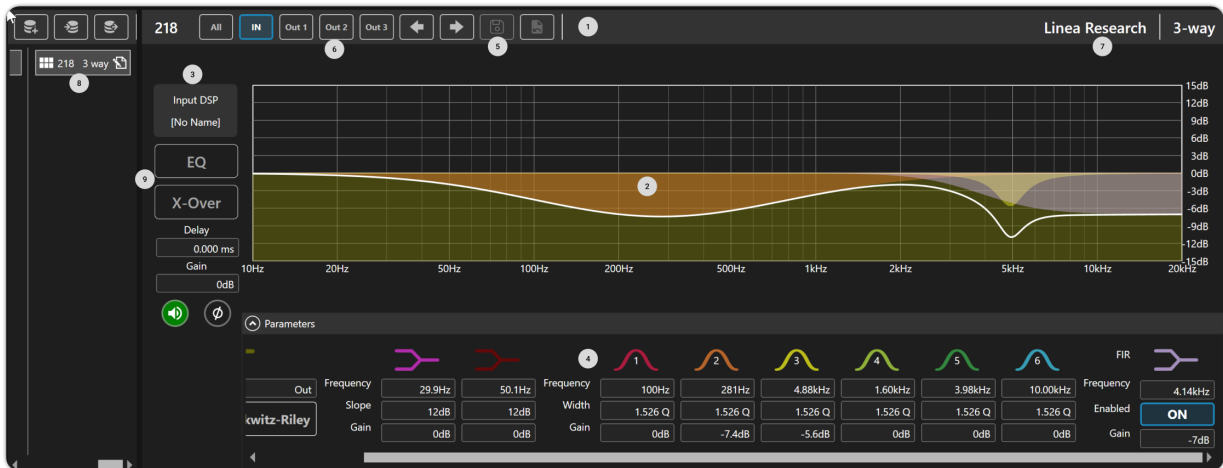 218 All IN Out 1 Out 2 Out 3 1 Linea Research 3-way
6 5 7
218 3 way
8
3
Input DSP
[No Name]
EQ
9
X-Over
Delay
0.000 ms
Gain
0dB
2
15dB
12dB
9dB
6dB
3dB
0dB
-3dB
-6dB
-9dB
-12dB
-15dB
10Hz 20Hz 50Hz 100Hz 200Hz 500Hz 1kHz 2kHz 5kHz 10kHz 20kHz
Parameters
4 1 2 3 4 5 6 FIR
Out Frequency 29.9Hz 50.1Hz Frequency 100Hz 281Hz 4.88kHz 1.60kHz 3.98kHz 10.00kHz Frequency 4.14kHz
kwitz-Riley Slope 12dB 12dB Width 1.526 Q 1.526 Q 1.526 Q 1.526 Q 1.526 Q 1.526 Q Enabled ON
Gain 0dB 0dB Gain 0dB -7.4dB -5.6dB 0dB 0dB 0dB Gain -7dB